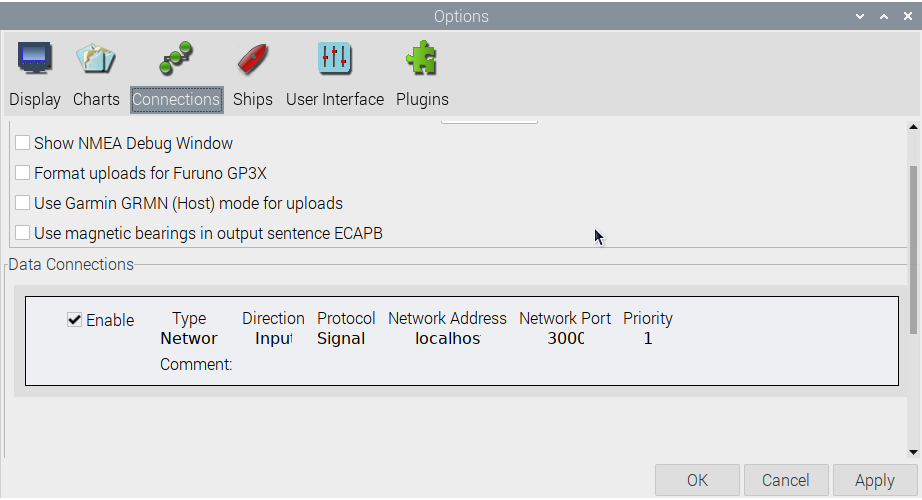 Options
Display Charts Connections Ships User Interface Plugins
Show NMEA Debug Window
Format uploads for Furuno GP3X
Use Garmin GRMN (Host) mode for uploads
Use magnetic bearings in output sentence ECAPB
Data Connections
Enable Type Direction Protocol Network Address Network Port Priority
Networ Input Signal localhos 3000 1
Comment:
OK Cancel Apply